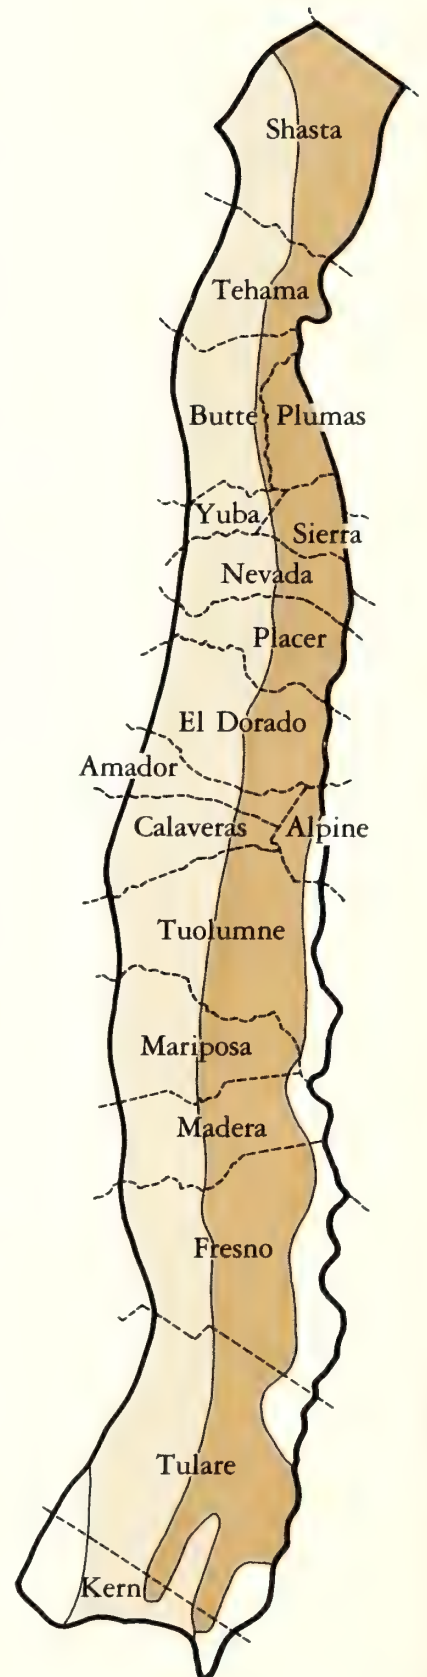 Shasta
Tehama
Butte Plumas
Yuba
Sierra
Nevada
Placer
El Dorado
Amador
Calaveras Alpine
Tuolumne
Mariposa
Madera
Fresno
Tulare
Kern